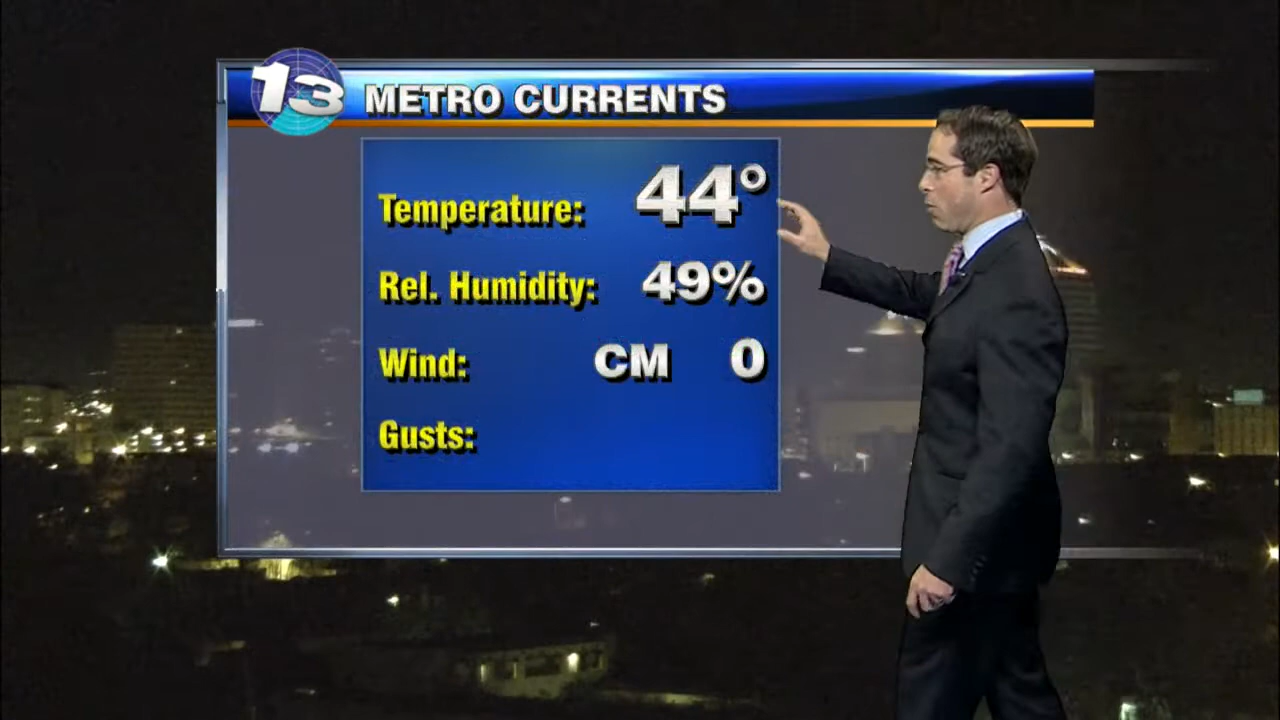 13 METRO CURRENTS
Temperature: 44°
Rel. Humidity: 49%
Wind: CM 0
Gusts: